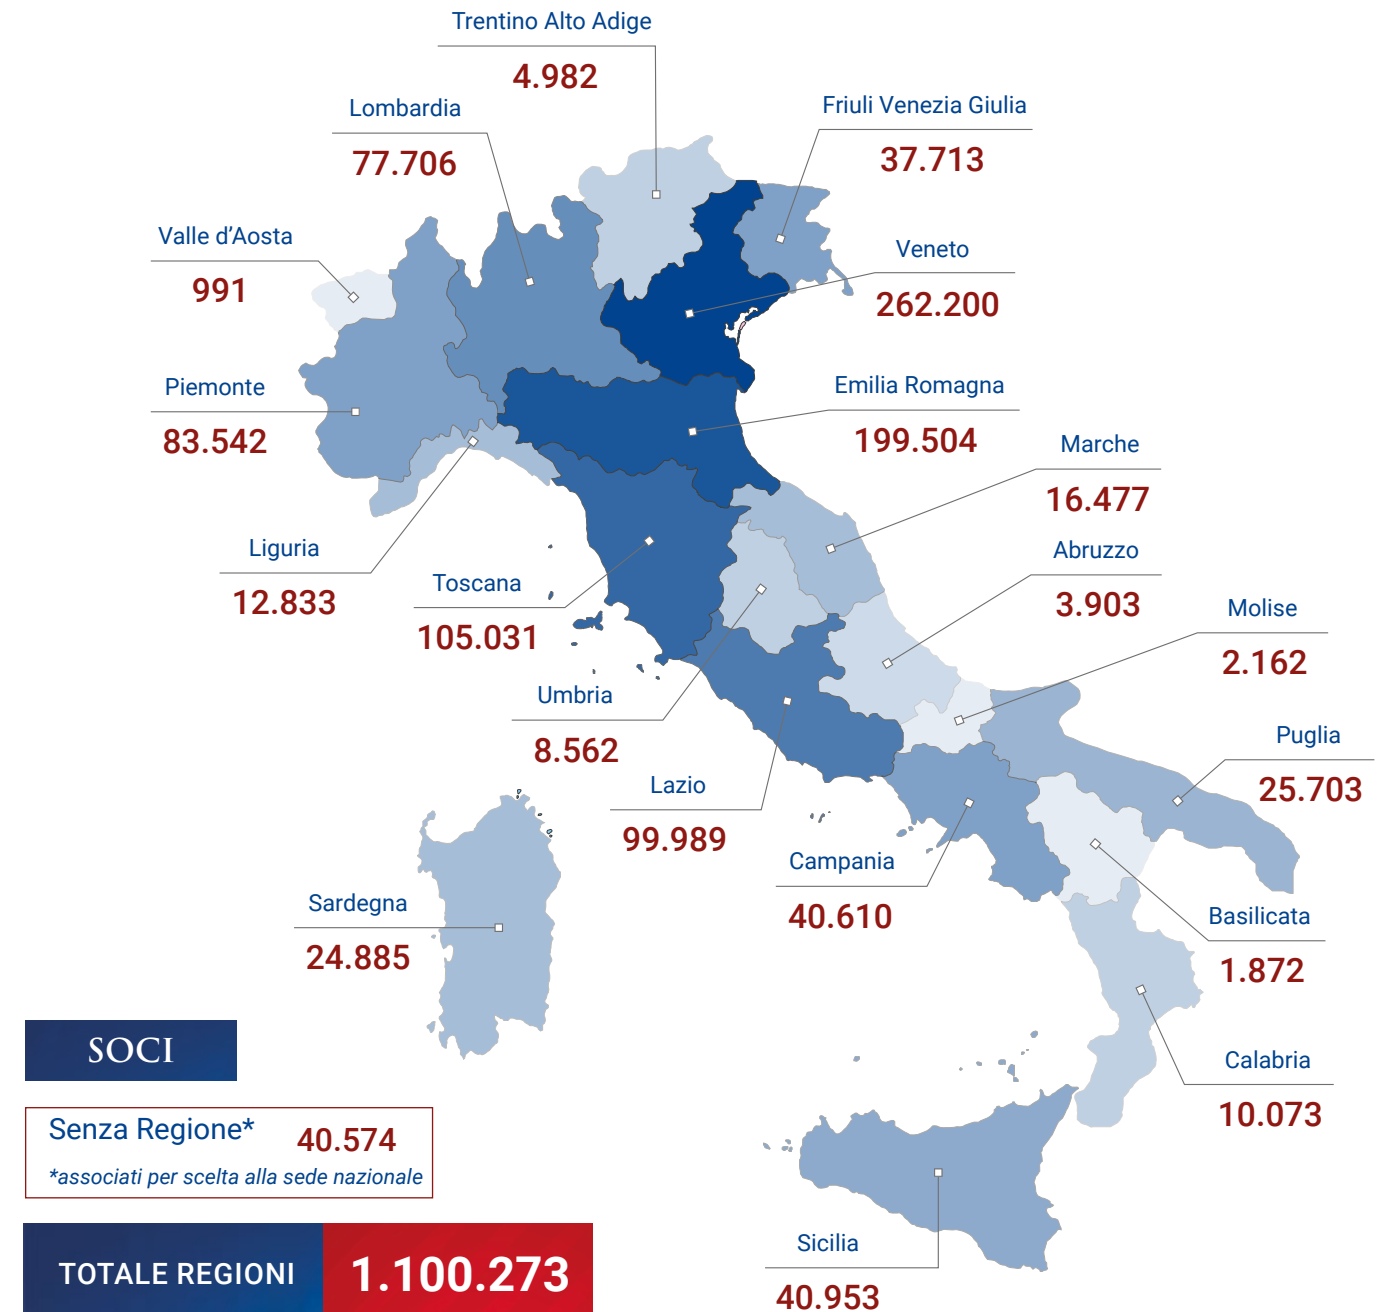 Trentino Alto Adige
4.982
Lombardia
77.706
Friuli Venezia Giulia
37.713
Valle d'Aosta
991
Veneto
262.200
Piemonte
83.542
Emilia Romagna
199.504
Marche
16.477
Liguria
12.833
Toscana
105.031
Abruzzo
3.903
Molise
2.162
Umbria
8.562
Puglia
25.703
Lazio
99.989
Campania
40.610
Sardegna
24.885
Basilicata
1.872
Calabria
10.073
SOCI
Senza Regione* 40.574
*associati per scelta alla sede nazionale
Sicilia
40.953
TOTALE REGIONI 1.100.273